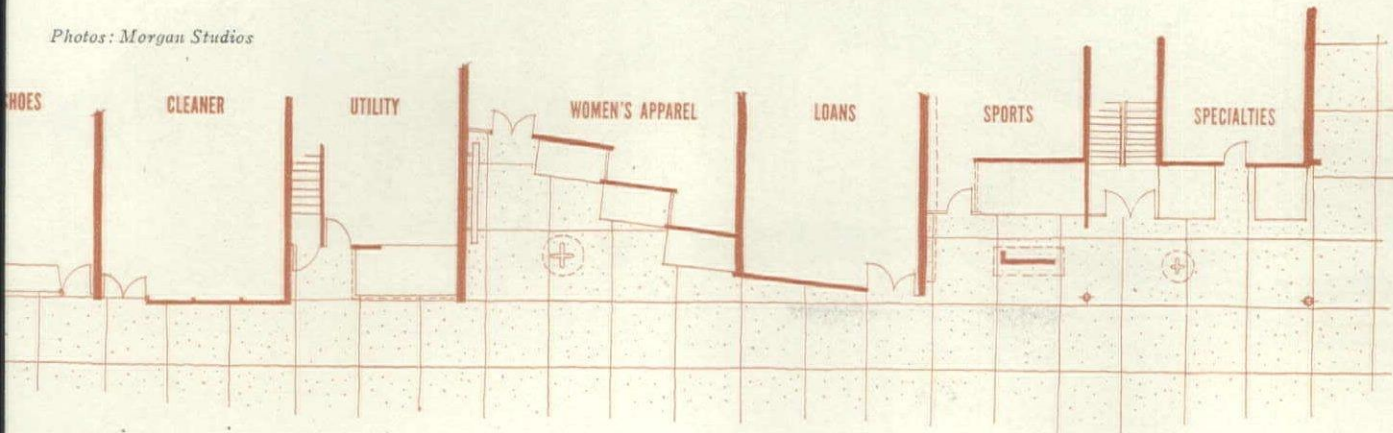 Photos: Morgan Studios
HOES
CLEANER
UTILITY
WOMEN'S APPAREL
LOANS
SPORTS
SPECIALTIES